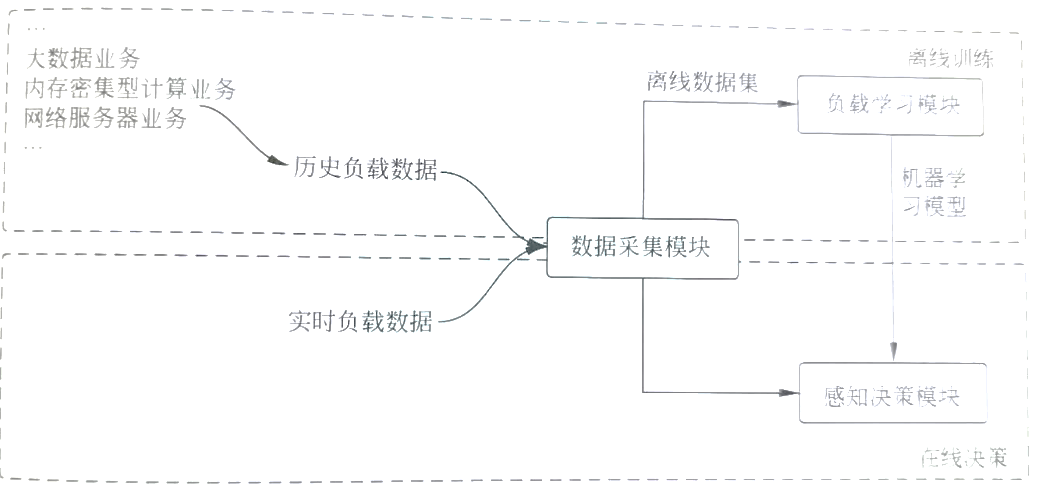 …
大数据业务
内存密集型计算业务
网络服务器业务
…
离线训练
离线数据集
负载学习模块
历史负载数据
机器学
习模型
数据采集模块
实时负载数据
感知决策模块
在线决策